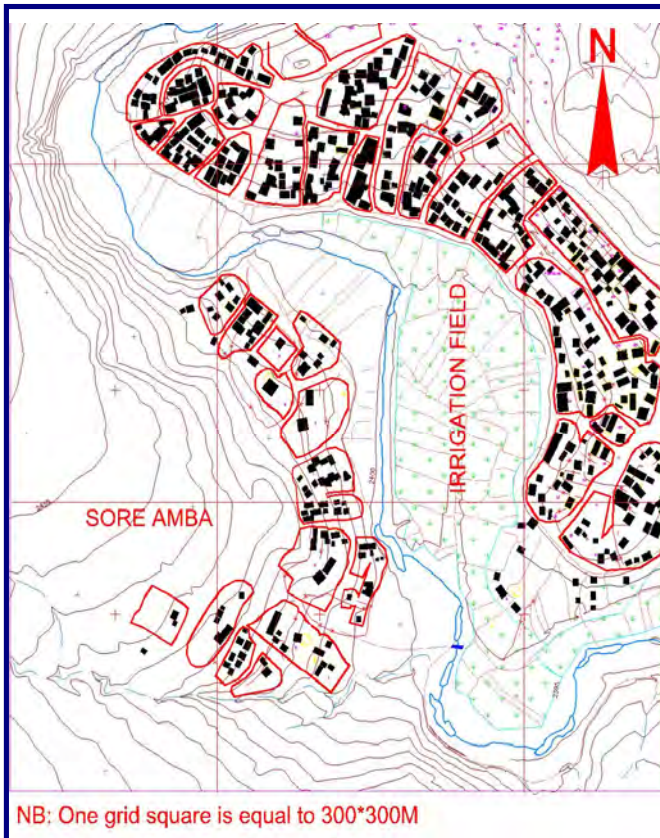 N
IRRIGATION FIELD
SORE AMBA
NB: One grid square is equal to 300*300M